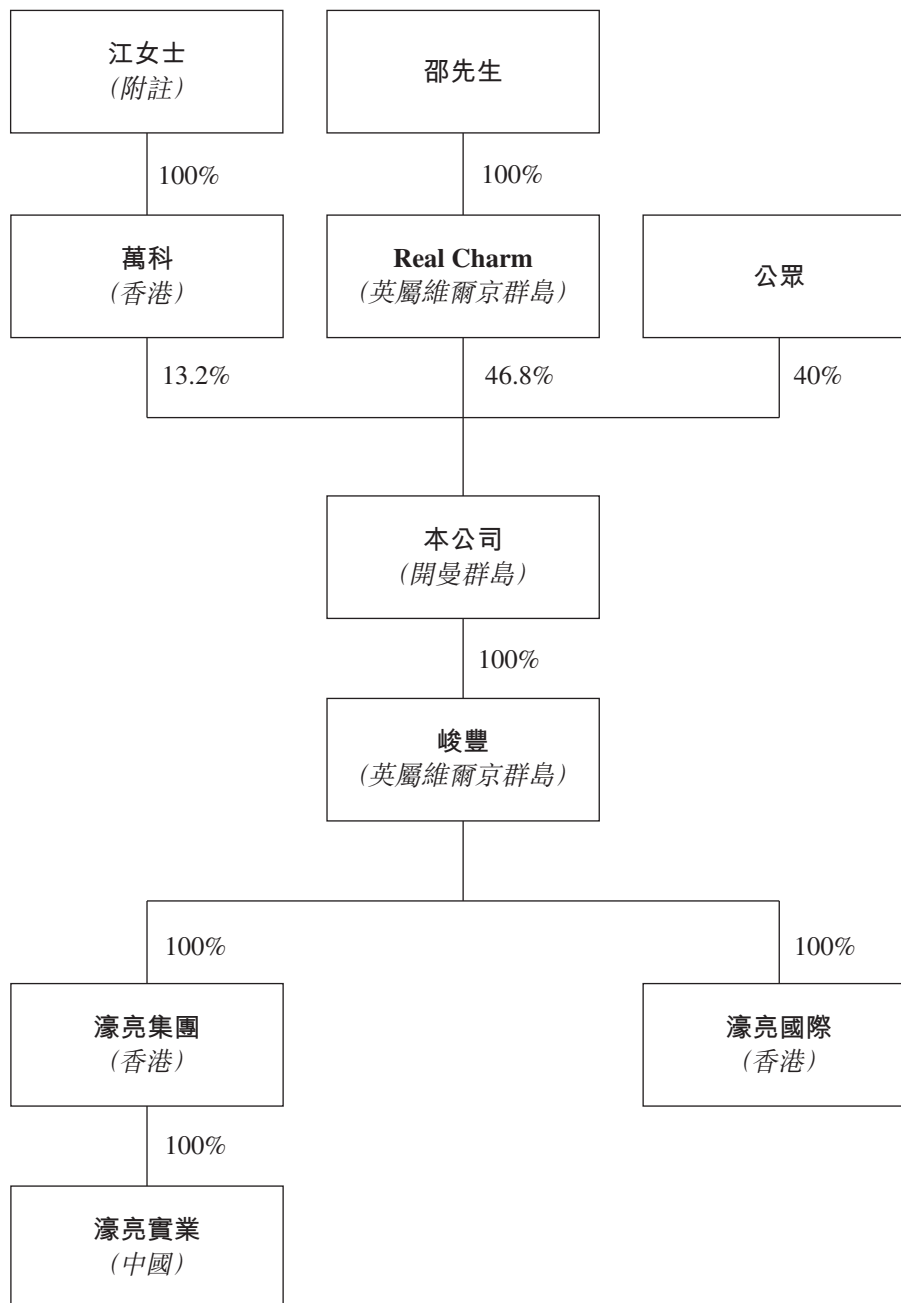 江女士
(附註)
邵先生
100%
100%
萬科
(香港)
Real Charm
(英屬維爾京群島)
公眾
13.2%
46.8%
40%
本公司
(開曼群島)
100%
峻豐
(英屬維爾京群島)
100%
100%
濠亮集團
(香港)
濠亮國際
(香港)
100%
濠亮實業
(中國)